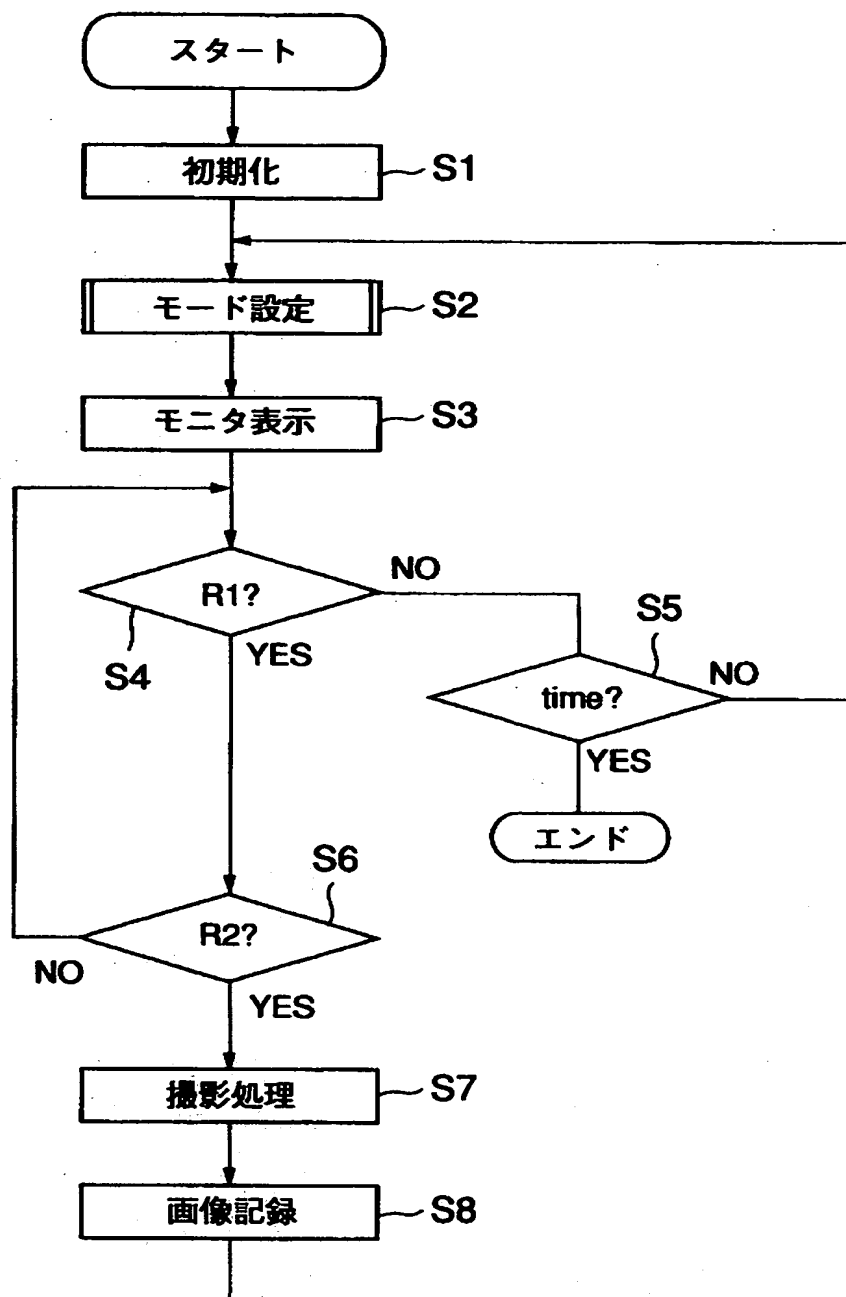 スタート
初期化
S1
モード設定
S2
モニタ表示
S3
R1?
NO
S4
YES
S5
time?
NO
YES
エンド
S6
R2?
NO
YES
撮影処理
S7
画像記録
S8